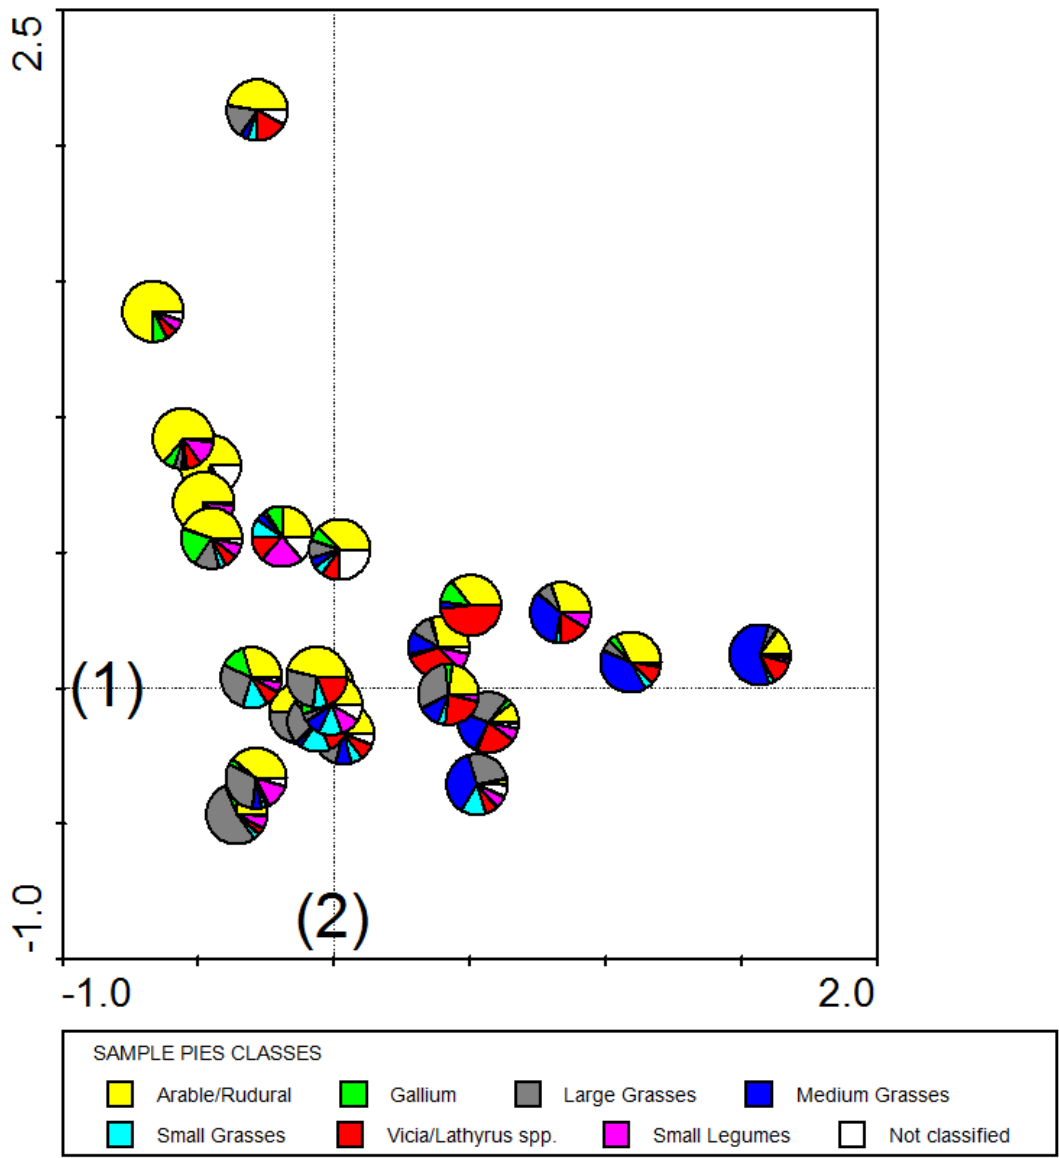 2.5
(1)
-1.0
(2)
-1.0 2.0
SAMPLE PIES CLASSES
Arable/Rudural Gallium Large Grasses Medium Grasses
Small Grasses Vicia/Lathyrus spp. Small Legumes Not classified